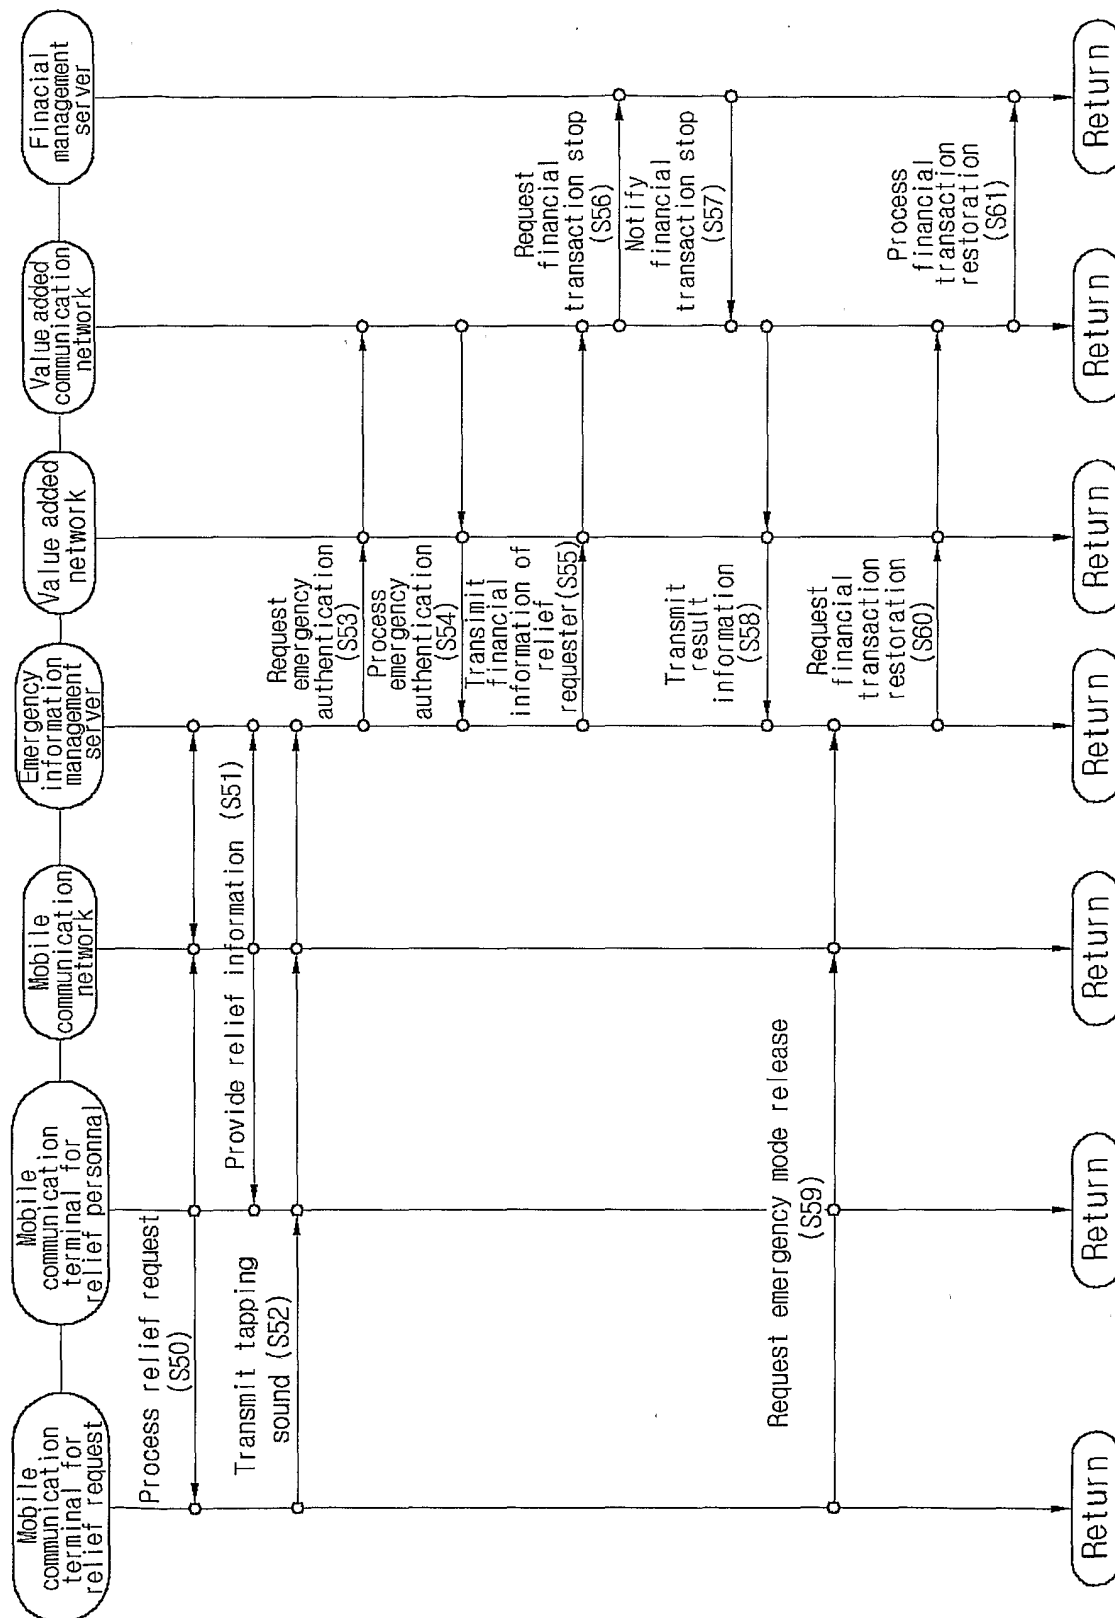 Mobile
communication
terminal for
relief request
Mobile
communication
terminal for
relief personnal
Mobile
communication
network
Emergency
information
management
server
Value added
network
Value added
communication
network
Finacial
management
server
Process relief request
(S50)
Provide relief information (S51)
Transmit tapping
sound (S52)
Request
emergency
authentication
(S53)
Process
emergency
authentication
(S54)
Transimit
financial
information of
relief
requester(S55)
Request
financial
transaction stop
(S56)
Notify
financial
transaction stop
(S57)
Transmit
result
information
(S58)
Request emergency mode release
(S59)
Request
financial
transaction
restoration
(S60)
Process
financial
transaction
restoration
(S61)
Return
Return
Return
Return
Return
Return
Return